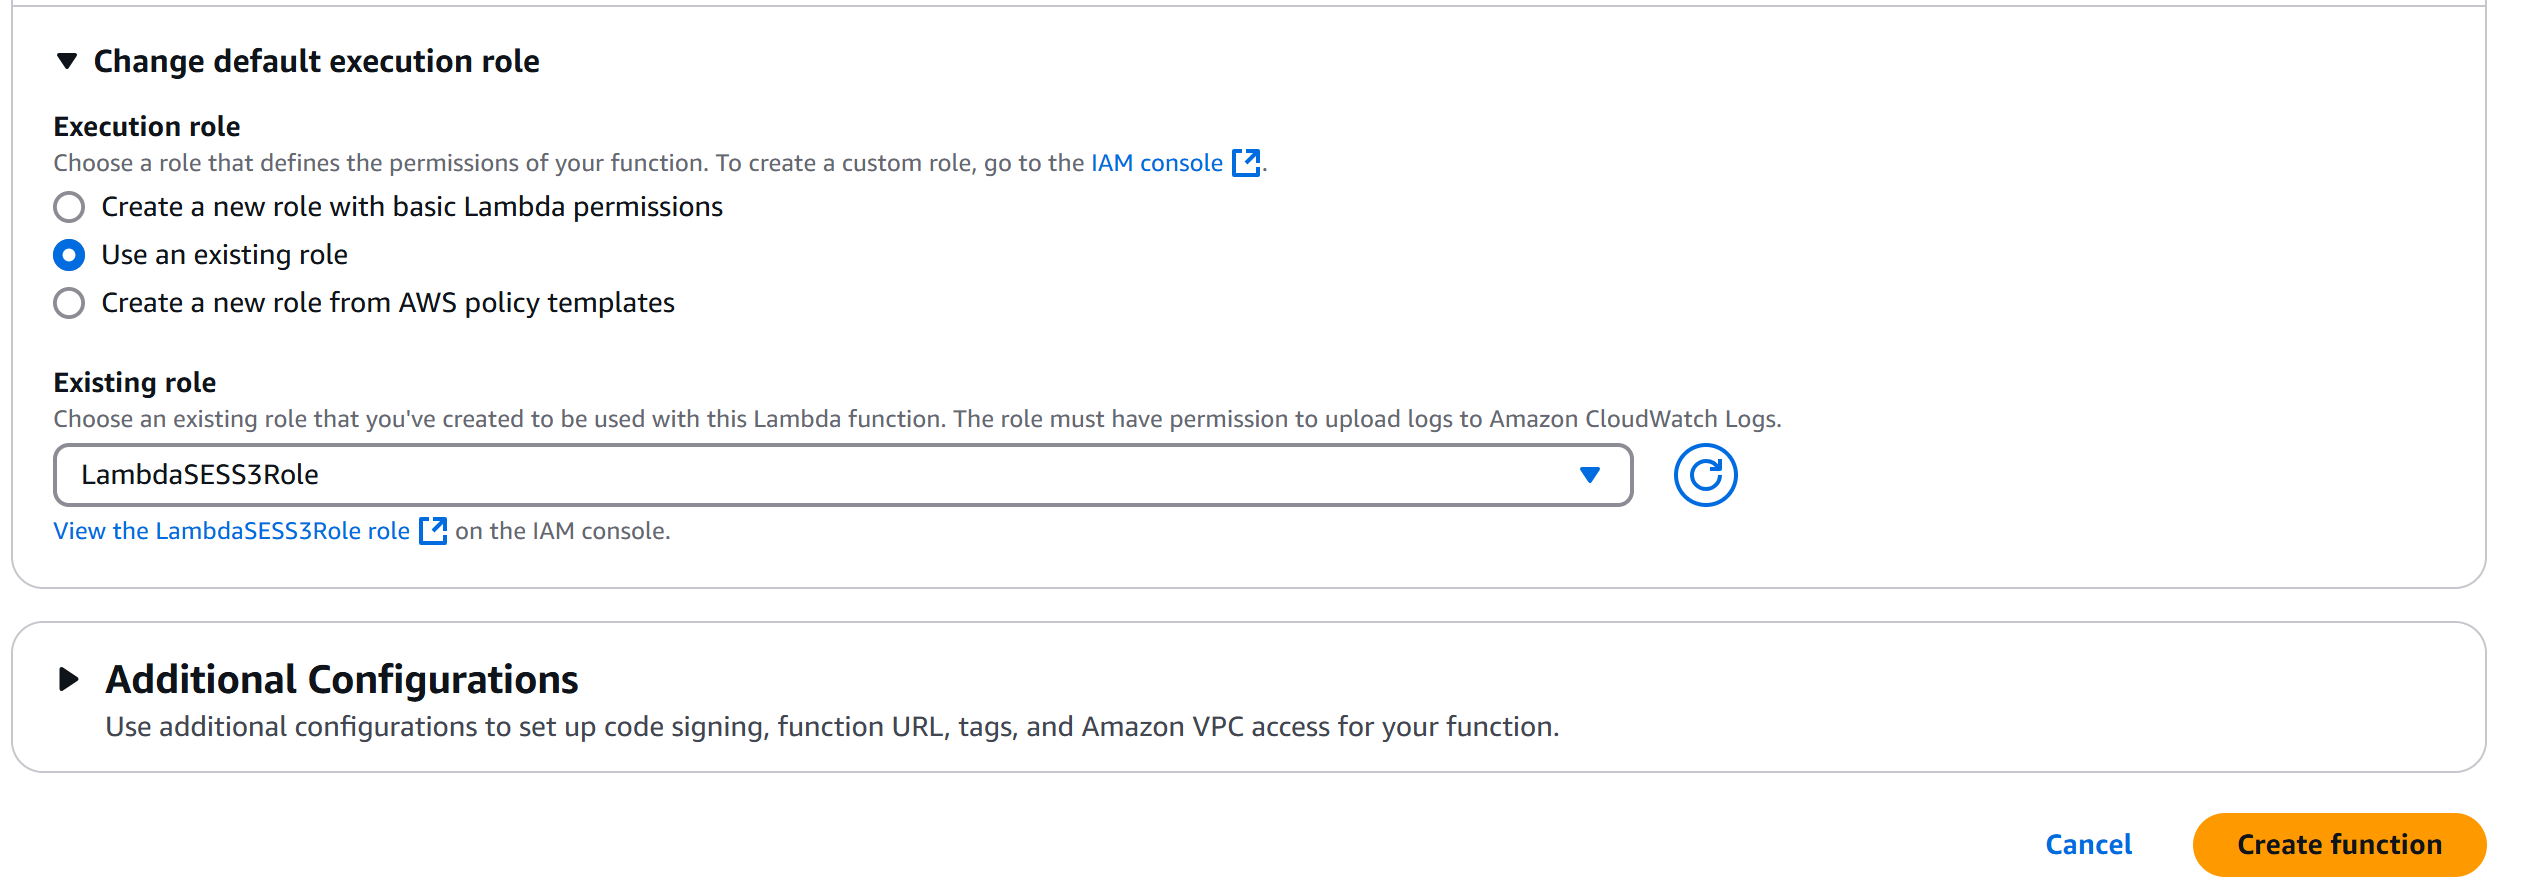 Change default execution role
Execution role
Choose a role that defines the permissions of your function. To create a custom role, go to the IAM console .
Create a new role with basic Lambda permissions
Use an existing role
Create a new role from AWS policy templates
Existing role
Choose an existing role that you've created to be used with this Lambda function. The role must have permission to upload logs to Amazon CloudWatch Logs.
LambdaSESS3Role
View the LambdaSESS3Role role on the IAM console.
Additional Configurations
Use additional configurations to set up code signing, function URL, tags, and Amazon VPC access for your function.
Cancel Create function